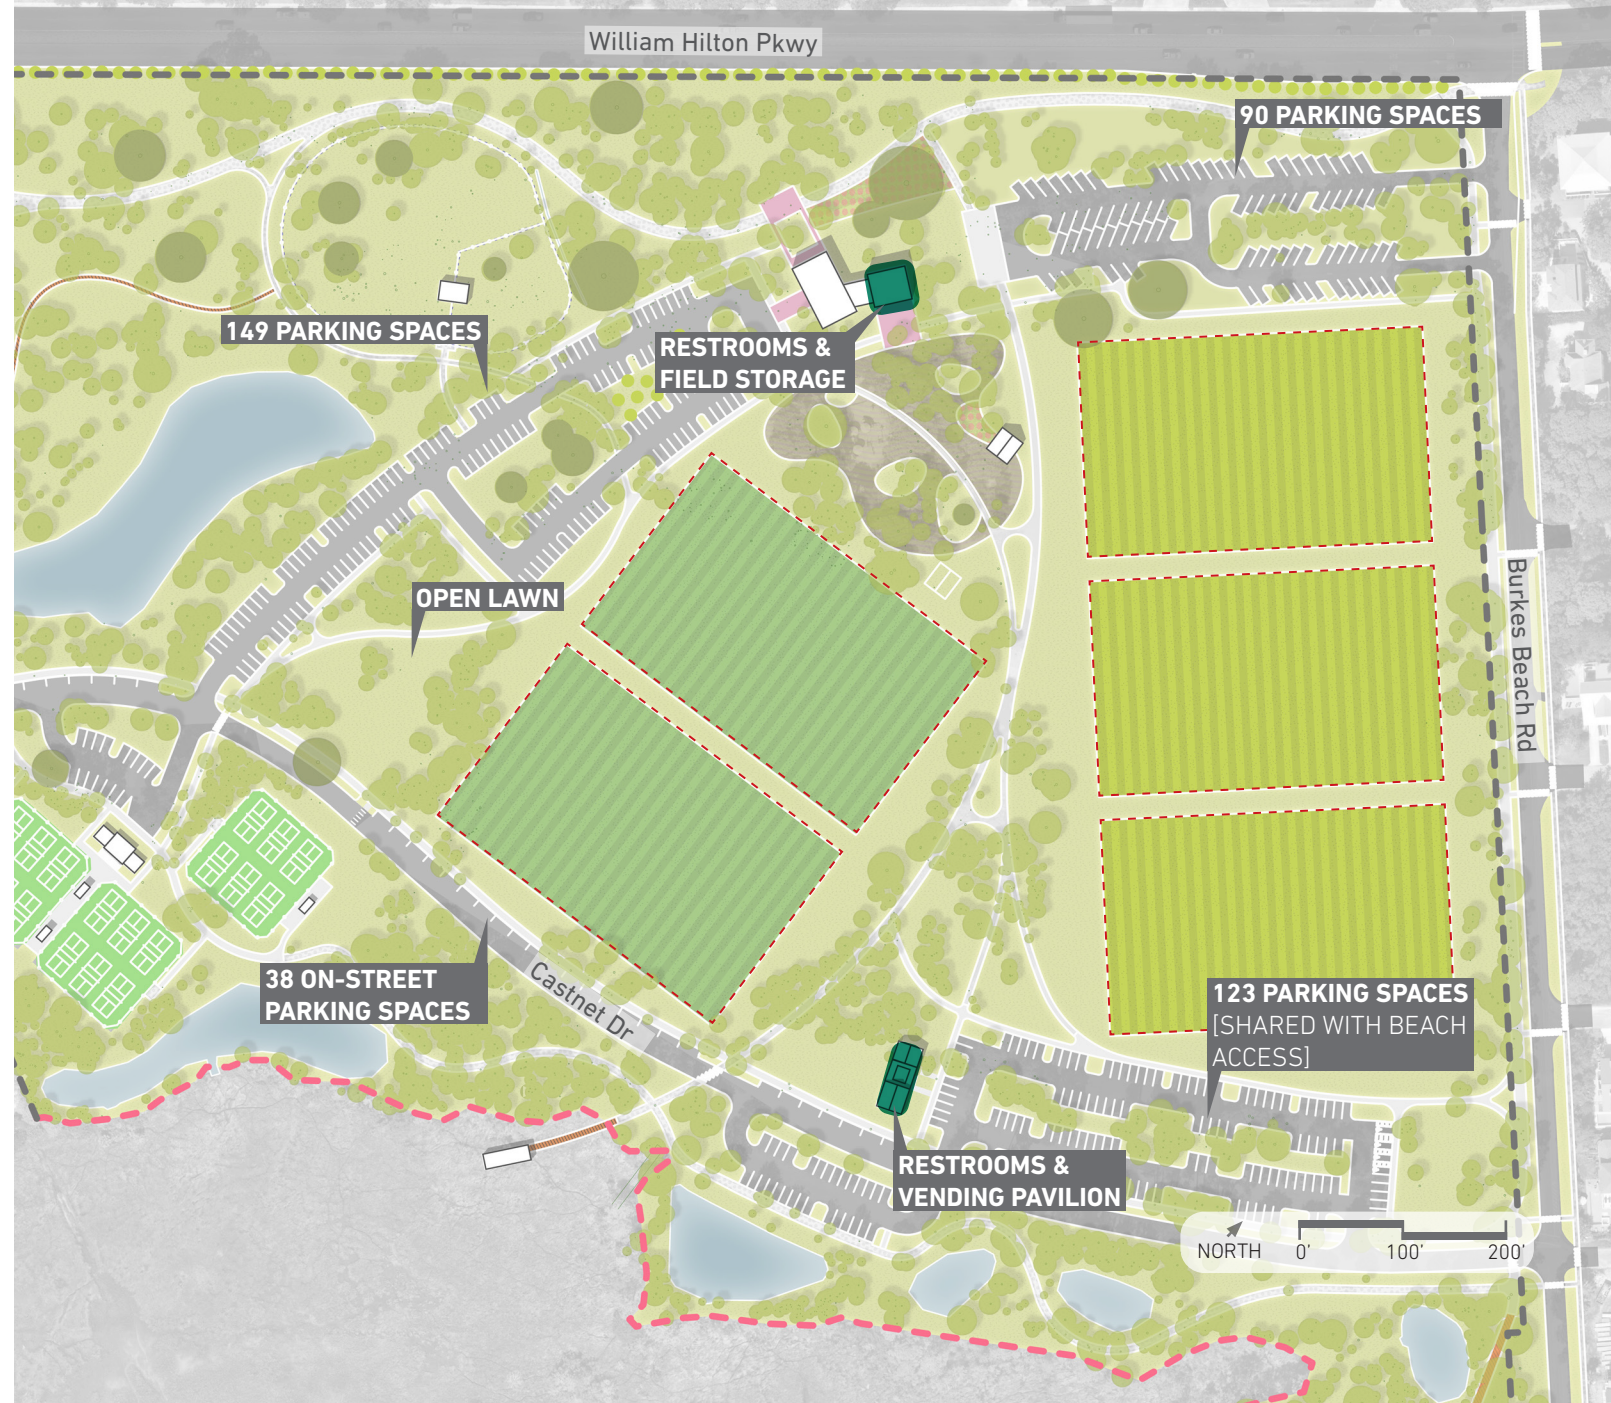 William Hilton Pkwy
90 PARKING SPACES
149 PARKING SPACES
RESTROOMS &
FIELD STORAGE
OPEN LAWN
Burkes Beach Rd
38 ON-STREET
PARKING SPACES
Castnet Dr
123 PARKING SPACES
[SHARED WITH BEACH
ACCESS]
RESTROOMS &
VENDING PAVILION
NORTH 0' 100' 200'